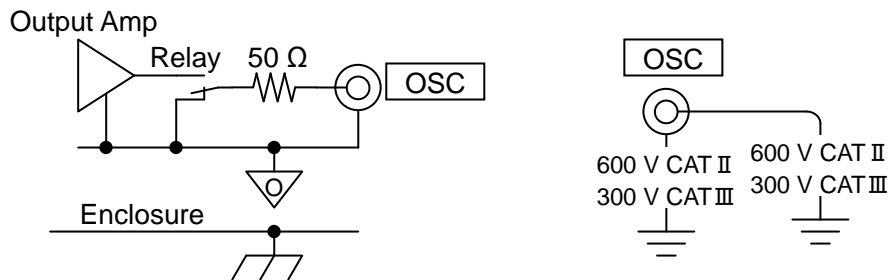 Output Amp
Relay 50 Ω
OSC
O
Enclosure
OSC
600 V CAT Ⅱ
300 V CAT Ⅲ
600 V CAT Ⅱ
300 V CAT Ⅲ